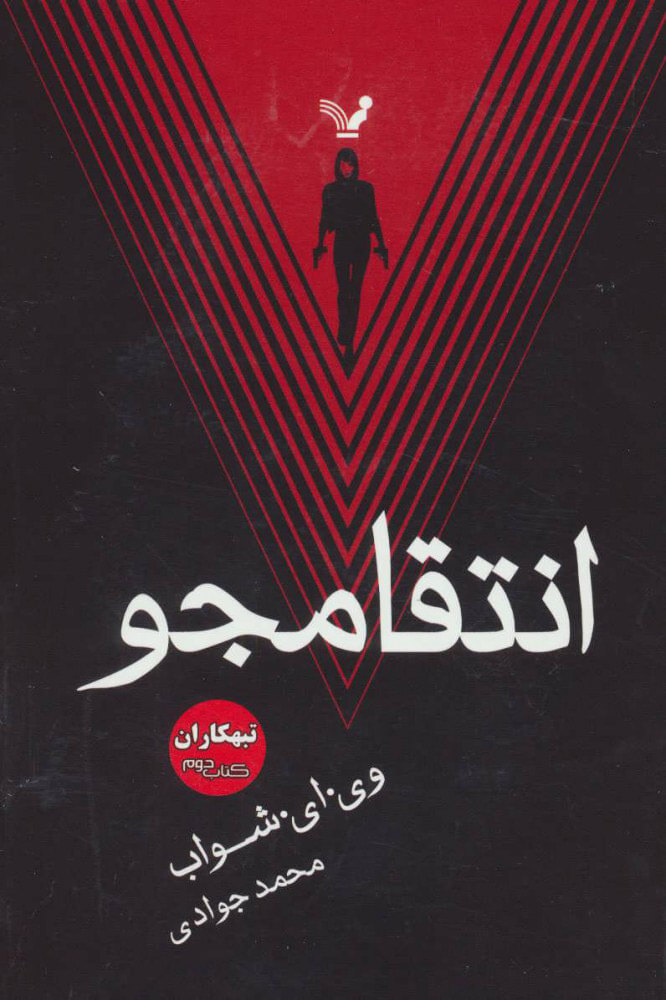 انتقامجو
تبهکاران
کتاب دوم
وی.ای.شواب
محمد جوادی